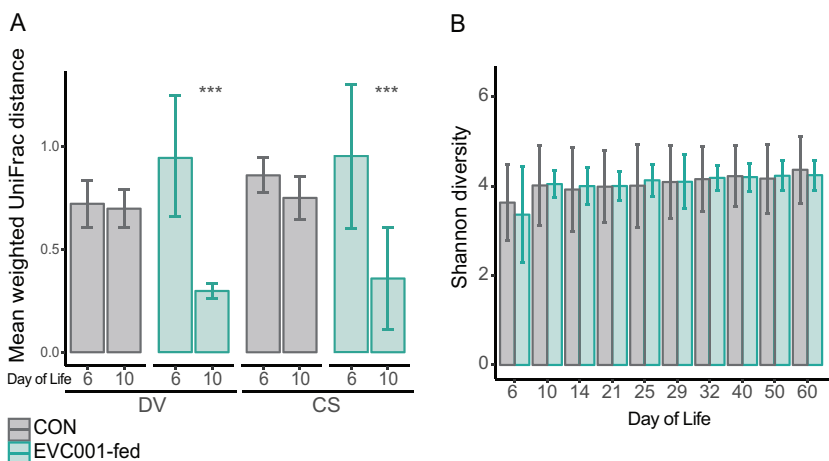 A
Mean weighted UniFrac distance
1.0
0.5
0.0
*** ***
Day of Life 6 10 6 10 6 10 6 10
DV CS
CON
EVC001-fed
B
Shannon diversity
6
4
2
0
6 10 14 21 25 29 32 40 50 60
Day of Life